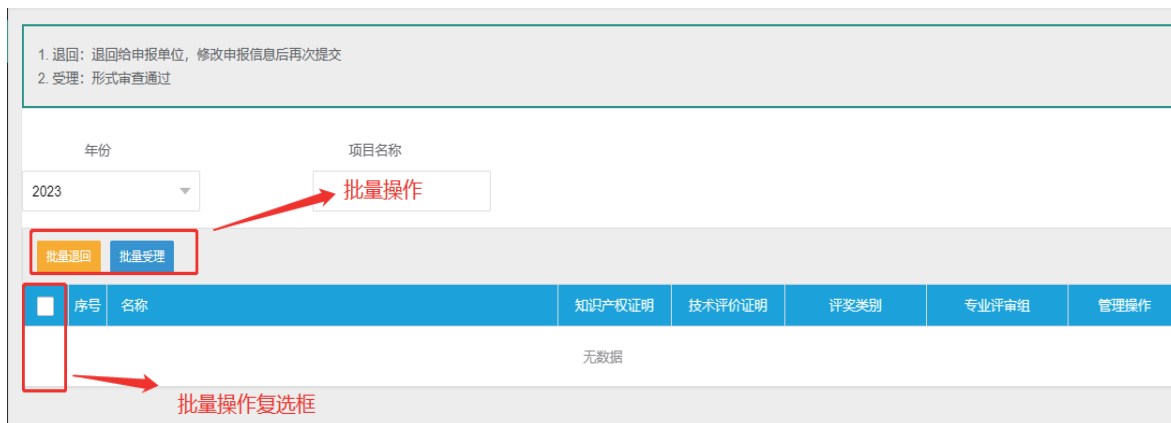 1. 退回：退回给申报单位，修改申报信息后再次提交
2. 受理：形式审查通过
年份
项目名称
2023
批量操作
批量退回
批量受理
序号
名称
知识产权证明
技术评价证明
评奖类别
专业评审组
管理操作
无数据
批量操作复选框